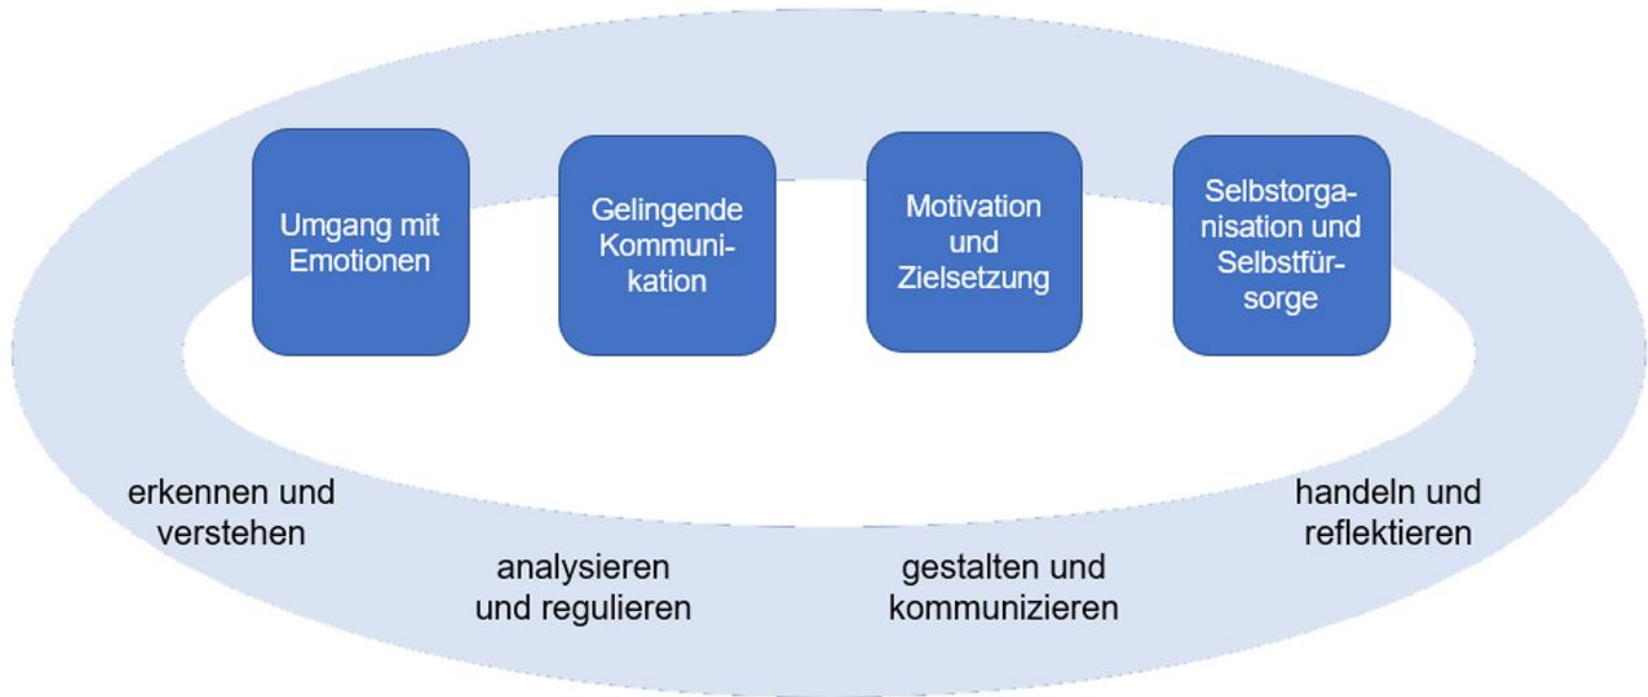 Umgang mit
Emotionen
Gelingende
Kommuni-
kation
Motivation
und
Zielsetzung
Selbstorga-
nisation und
Selbstfür-
sorge
erkennen und
verstehen
analysieren
und regulieren
gestalten und
kommunizieren
handeln und
reflektieren